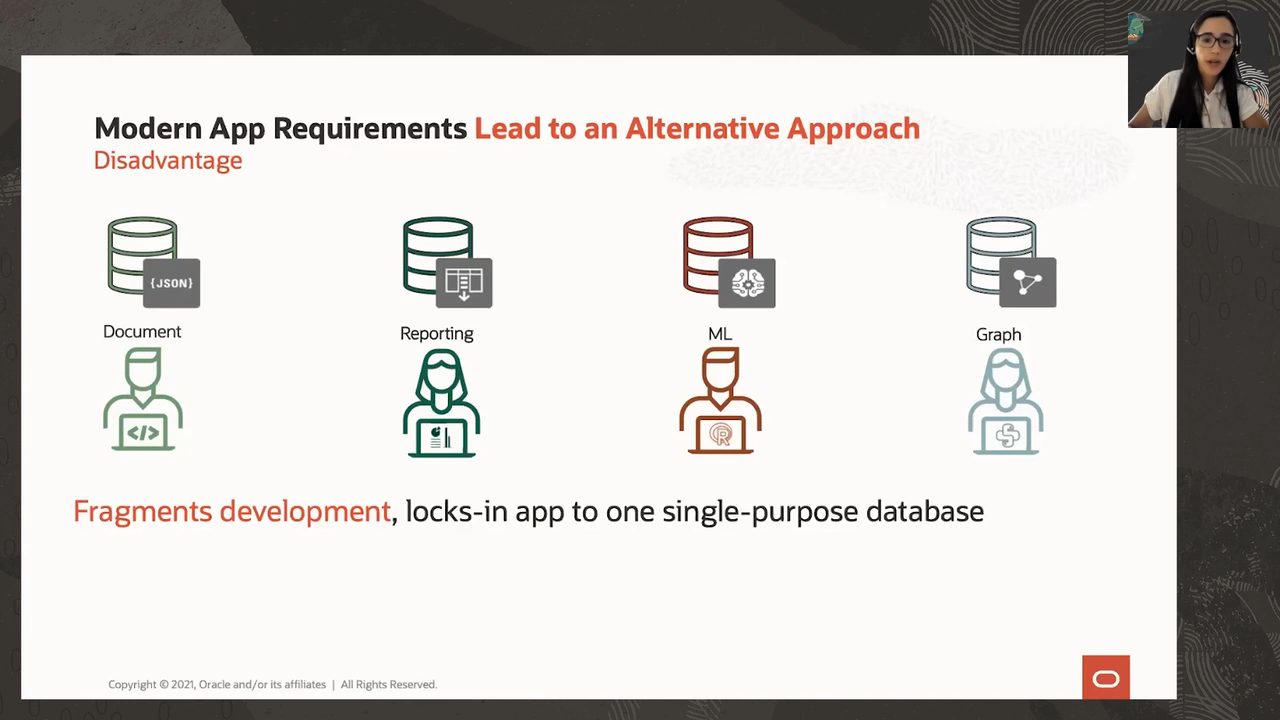 Modern App Requirements Lead to an Alternative Approach
Disadvantage
{JSON}
Document
Reporting
ML
Graph
</>
R
Fragments development, locks-in app to one single-purpose database
Copyright © 2021, Oracle and/or its affiliates | All Rights Reserved.